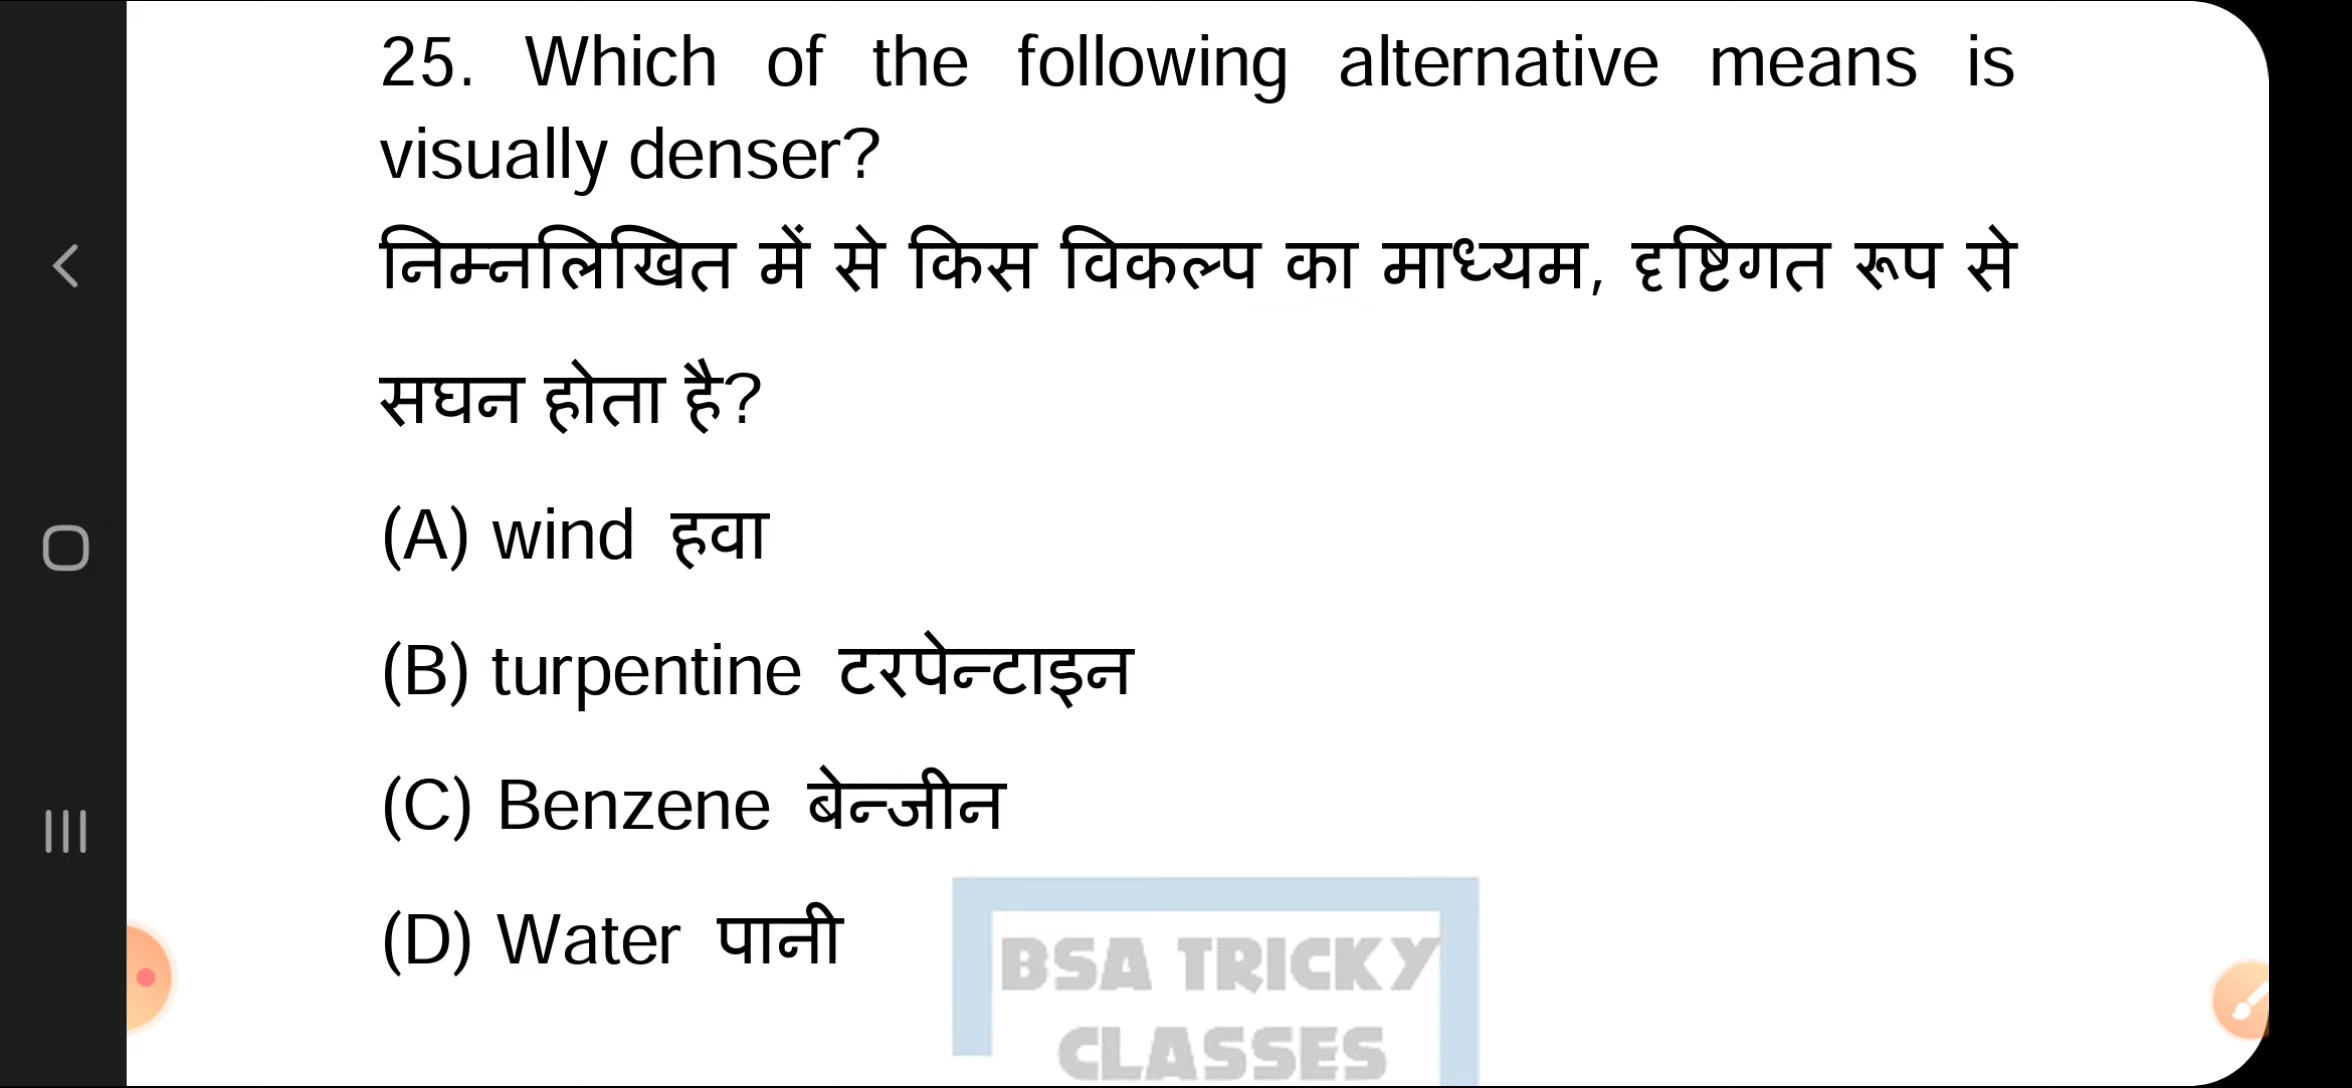 25. Which of the following alternative means is
visually denser?
निम्नलिखित में से किस विकल्प का माध्यम, दृष्टिगत रूप से
सघन होता है?
(A) wind हवा
(B) turpentine टरपेन्टाइन
(C) Benzene बेन्जीन
(D) Water पानी
BSA TRICKY
CLASSES